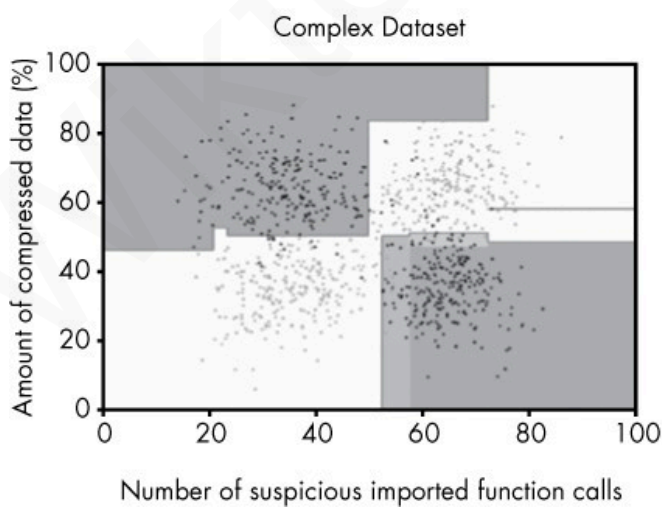 Complex Dataset
Amount of compressed data (%)
100
80
60
40
20
0
0 20 40 60 80 100
Number of suspicious imported function calls